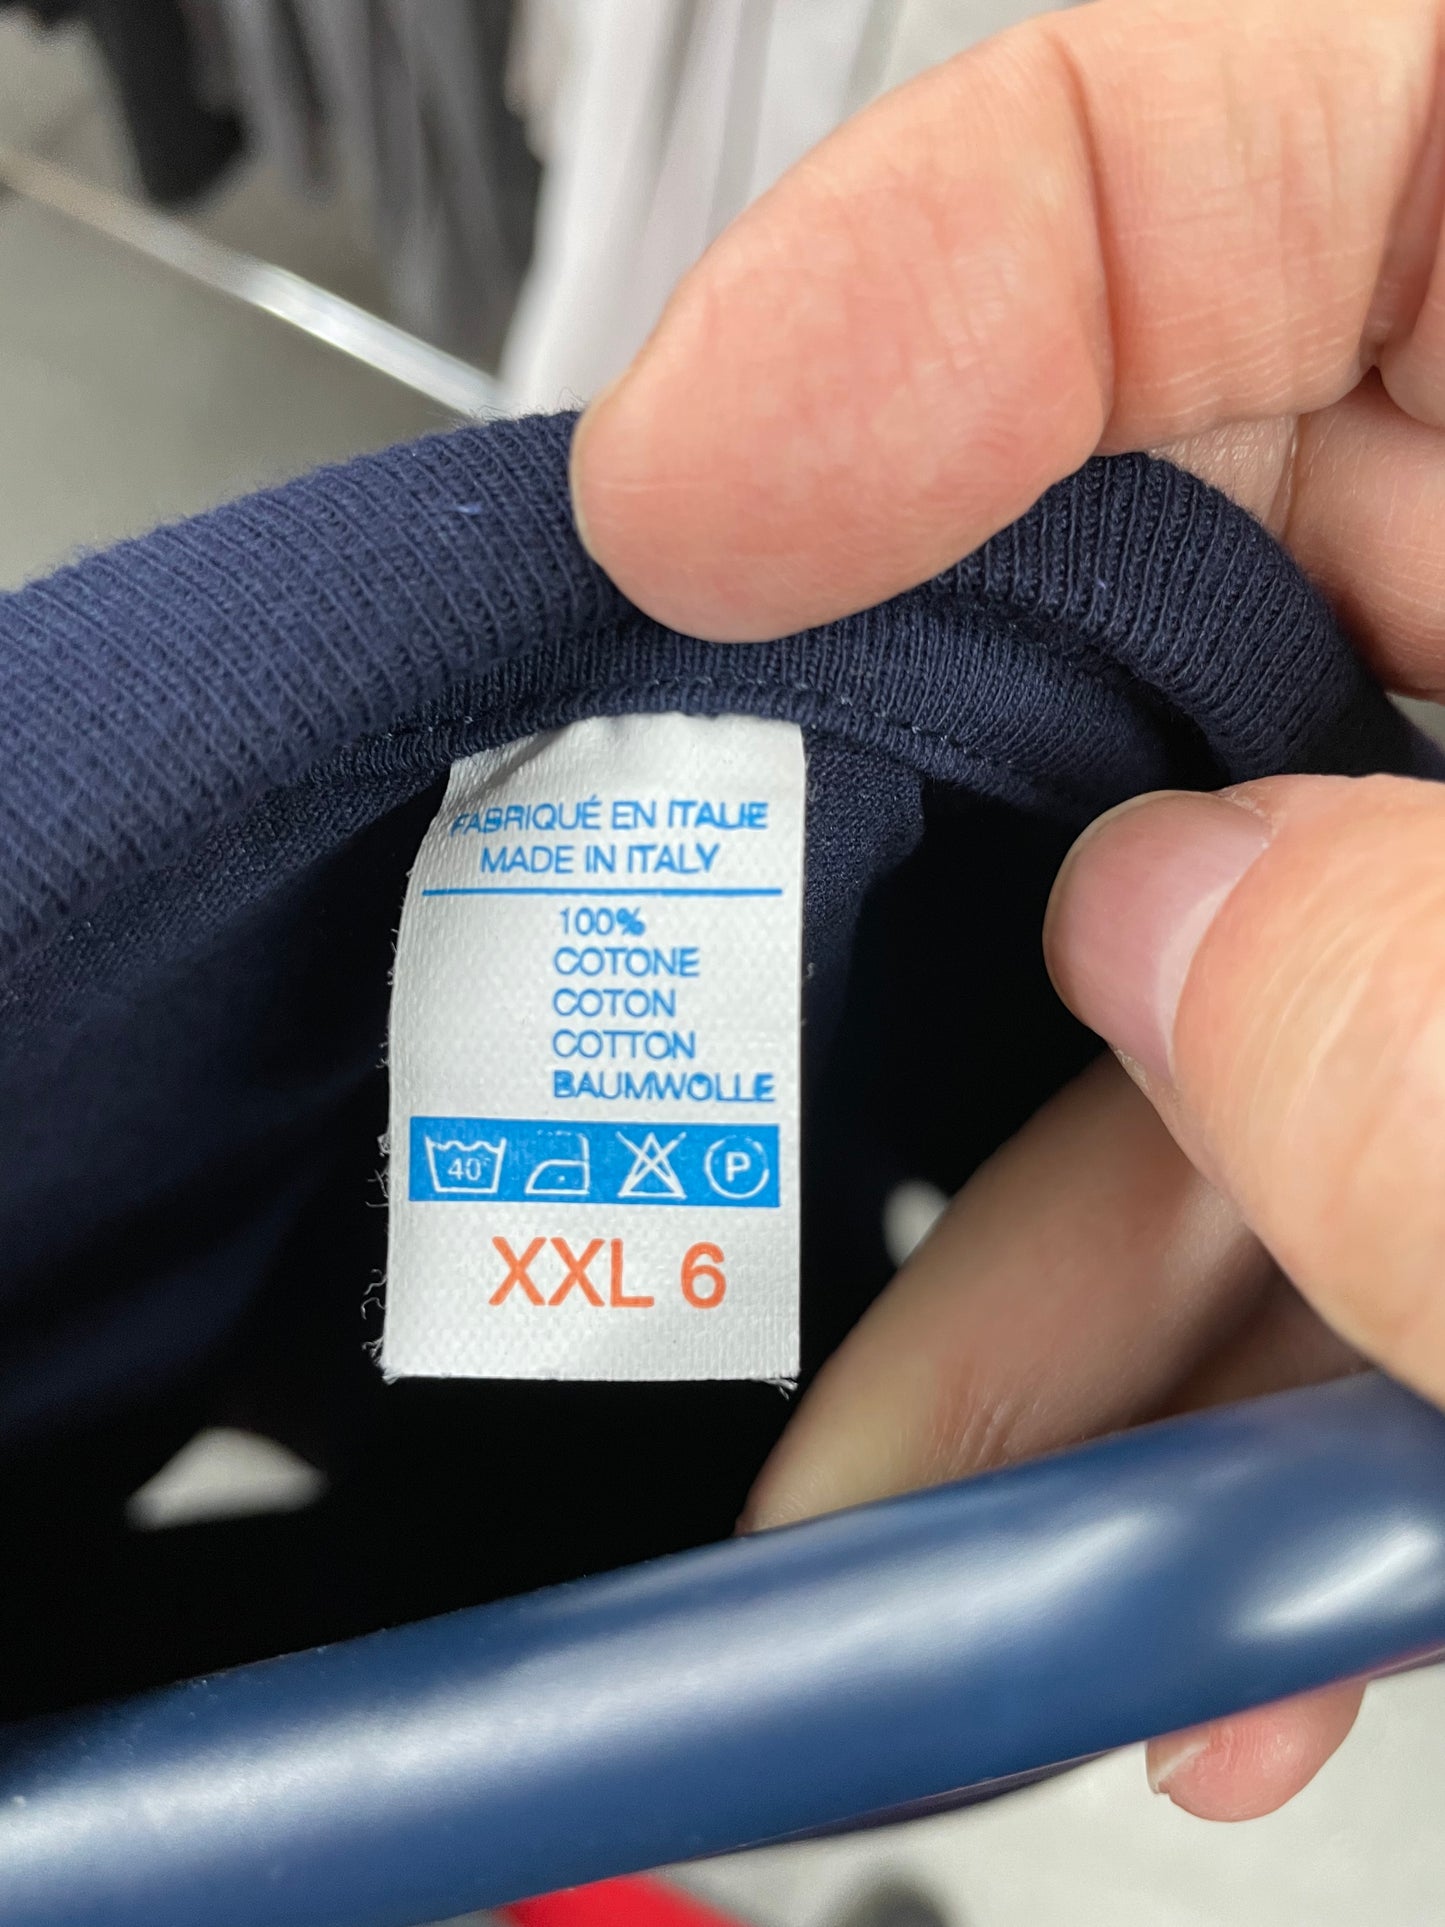 FABRIQUÉ EN ITALIE
MADE IN ITALY
100%
COTONE
COTON
COTTON
BAUMWOLLE
40° P
XXL 6